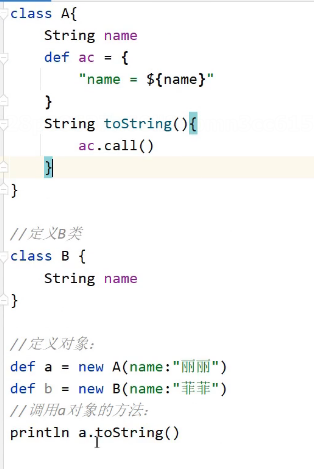 class A{
    String name
    def ac = {
        "name = ${name}"
    }
    String toString(){
        ac.call()
    }
}

//定义B类
class B {
    String name
}

//定义对象:
def a = new A(name:"丽丽")
def b = new B(name:"菲菲")
//调用a对象的方法:
println a.toString()